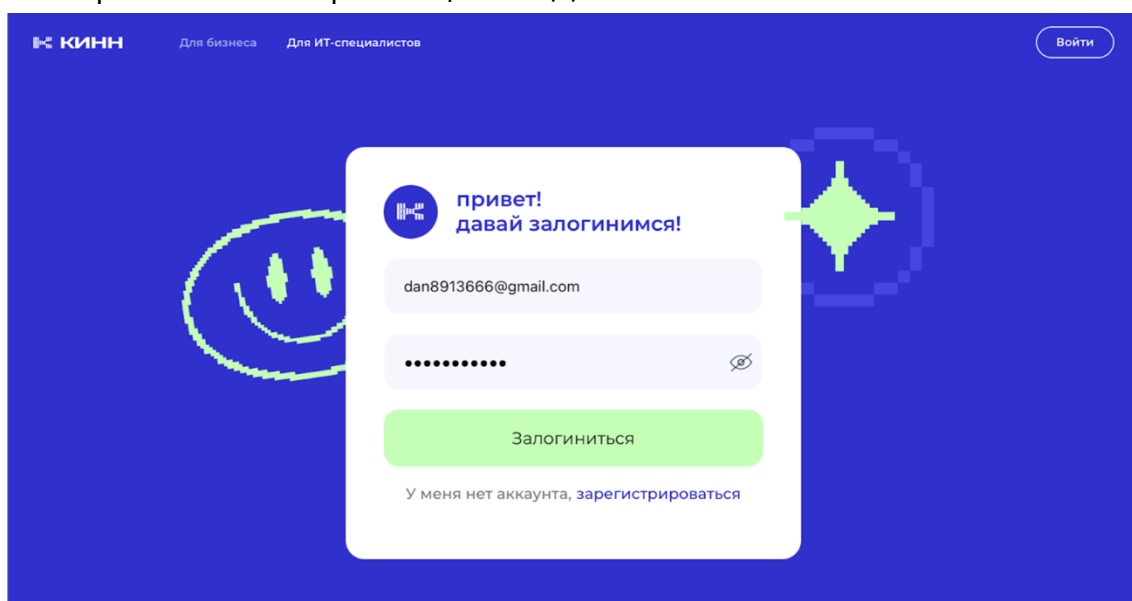 КИНН
Для бизнеса
Для ИТ-специалистов
Войти
привет!
давай залогинимся!
dan8913666@gmail.com
•••••••••••
Залогиниться
У меня нет аккаунта, зарегистрироваться